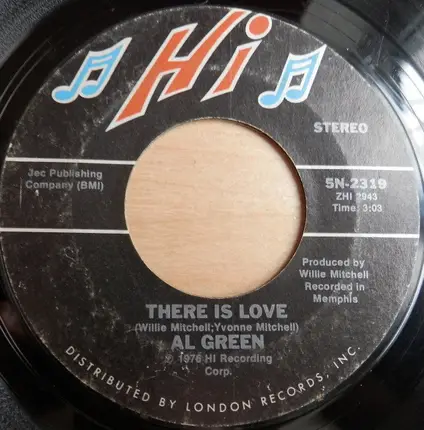 Hi
STEREO
Jec Publishing
Company (BMI)
5N-2319
ZHI 2943
Time: 3:03
Produced by
Willie Mitchell
Recorded in
Memphis
THERE IS LOVE
(Willie Mitchell;Yvonne Mitchell)
AL GREEN
℗ 1976 HI Recording
Corp.
DISTRIBUTED BY LONDON RECORDS, INC.